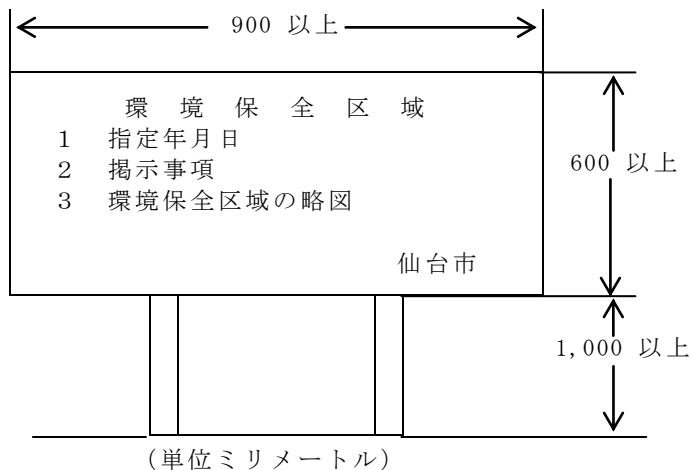 900 以上
環境保全区域
1 指定年月日
2 掲示事項
600 以上
3 環境保全区域の略図
仙台市
1,000 以上
(単位ミリメートル)